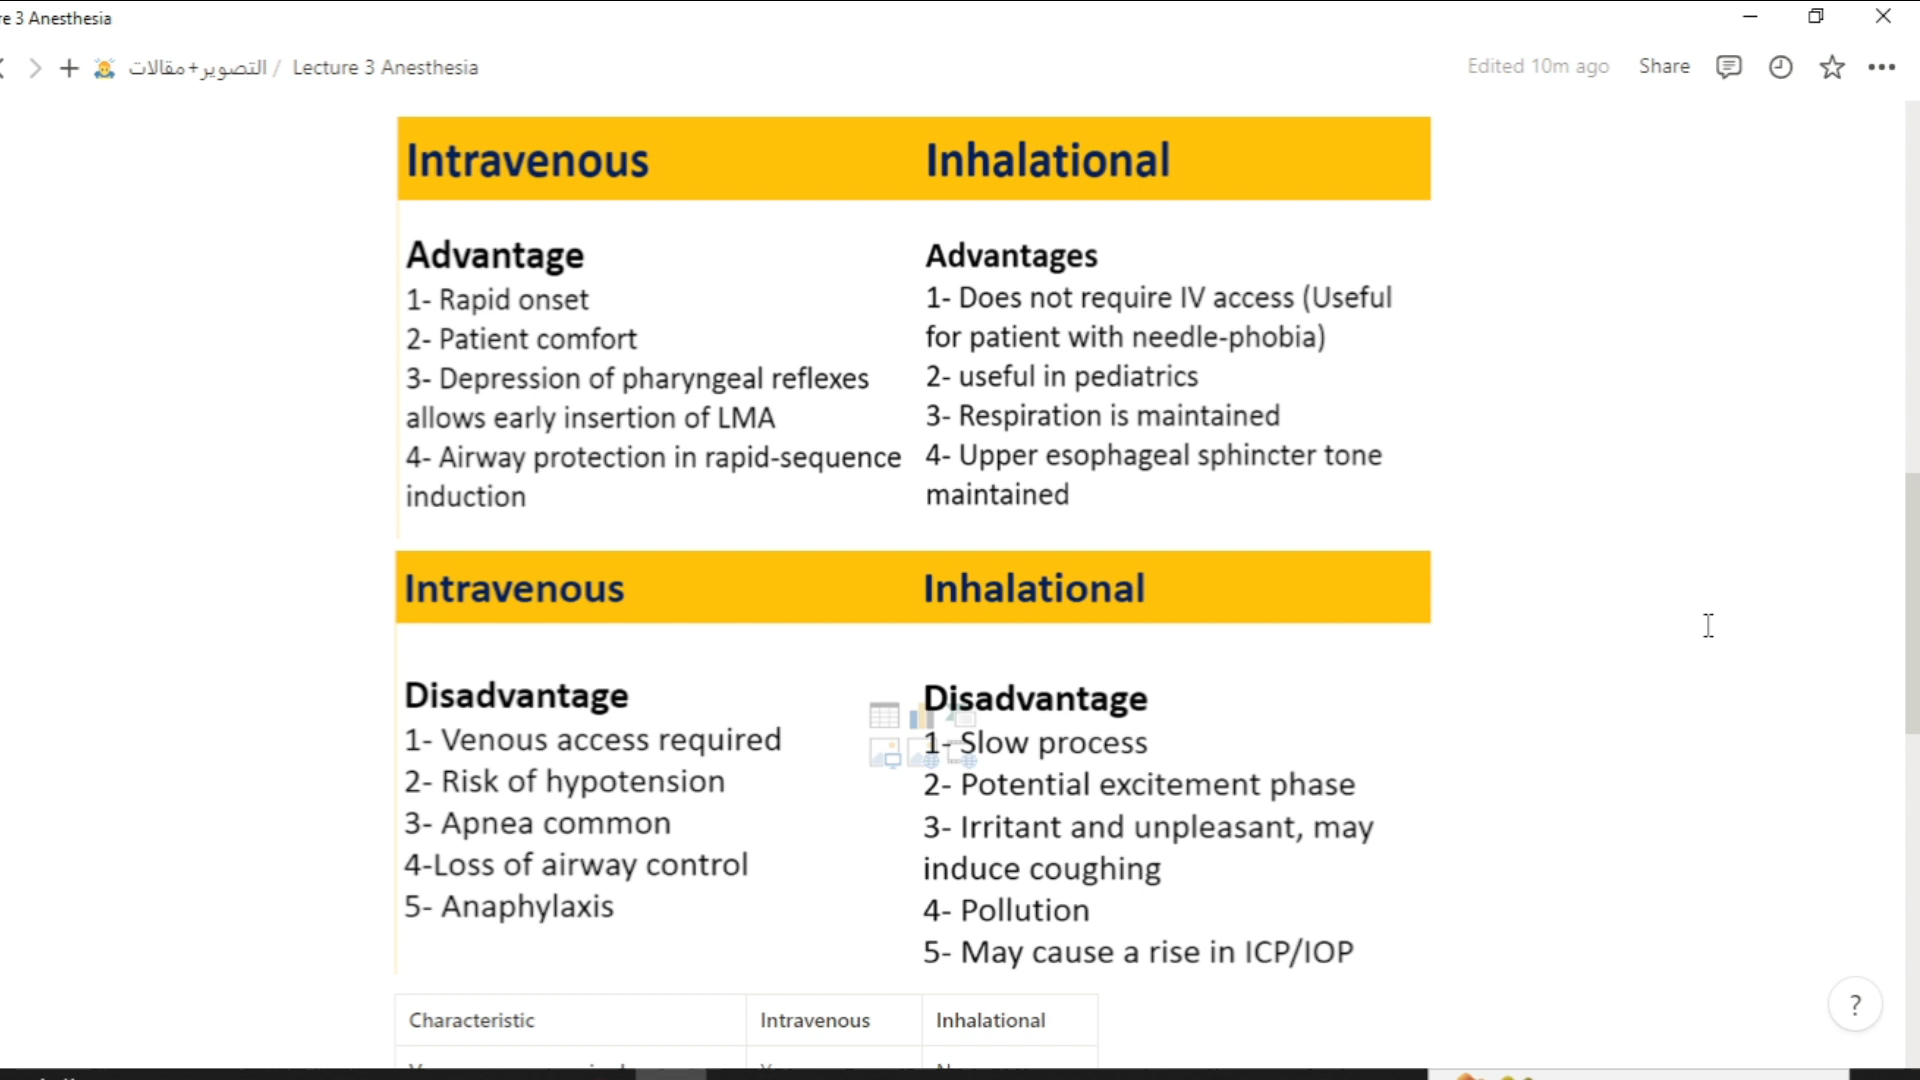 re 3 Anesthesia
التصوير+مقالات / Lecture 3 Anesthesia
Edited 10m ago Share
Intravenous Inhalational
Advantage
1- Rapid onset
2- Patient comfort
3- Depression of pharyngeal reflexes
allows early insertion of LMA
4- Airway protection in rapid-sequence
induction
Advantages
1- Does not require IV access (Useful
for patient with needle-phobia)
2- useful in pediatrics
3- Respiration is maintained
4- Upper esophageal sphincter tone
maintained
Intravenous Inhalational
Disadvantage
1- Venous access required
2- Risk of hypotension
3- Apnea common
4-Loss of airway control
5- Anaphylaxis
Disadvantage
1- Slow process
2- Potential excitement phase
3- Irritant and unpleasant, may
induce coughing
4- Pollution
5- May cause a rise in ICP/IOP
Characteristic Intravenous Inhalational
?